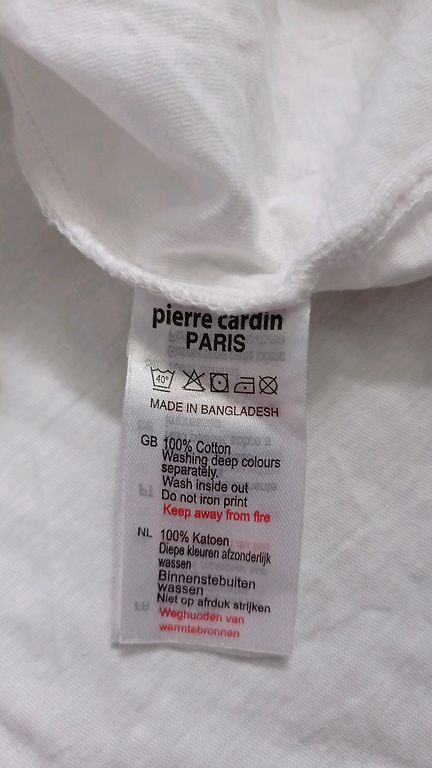 pierre cardin
PARIS
40°
MADE IN BANGLADESH
GB 100% Cotton
Washing deep colours
separately.
Wash inside out
Do not iron print
Keep away from fire
NL 100% Katoen
Diepe kleuren afzonderlijk
wassen
Binnenstebuiten
wassen
Niet op afdruk strijken
Weghuoden van
warmtebronnen